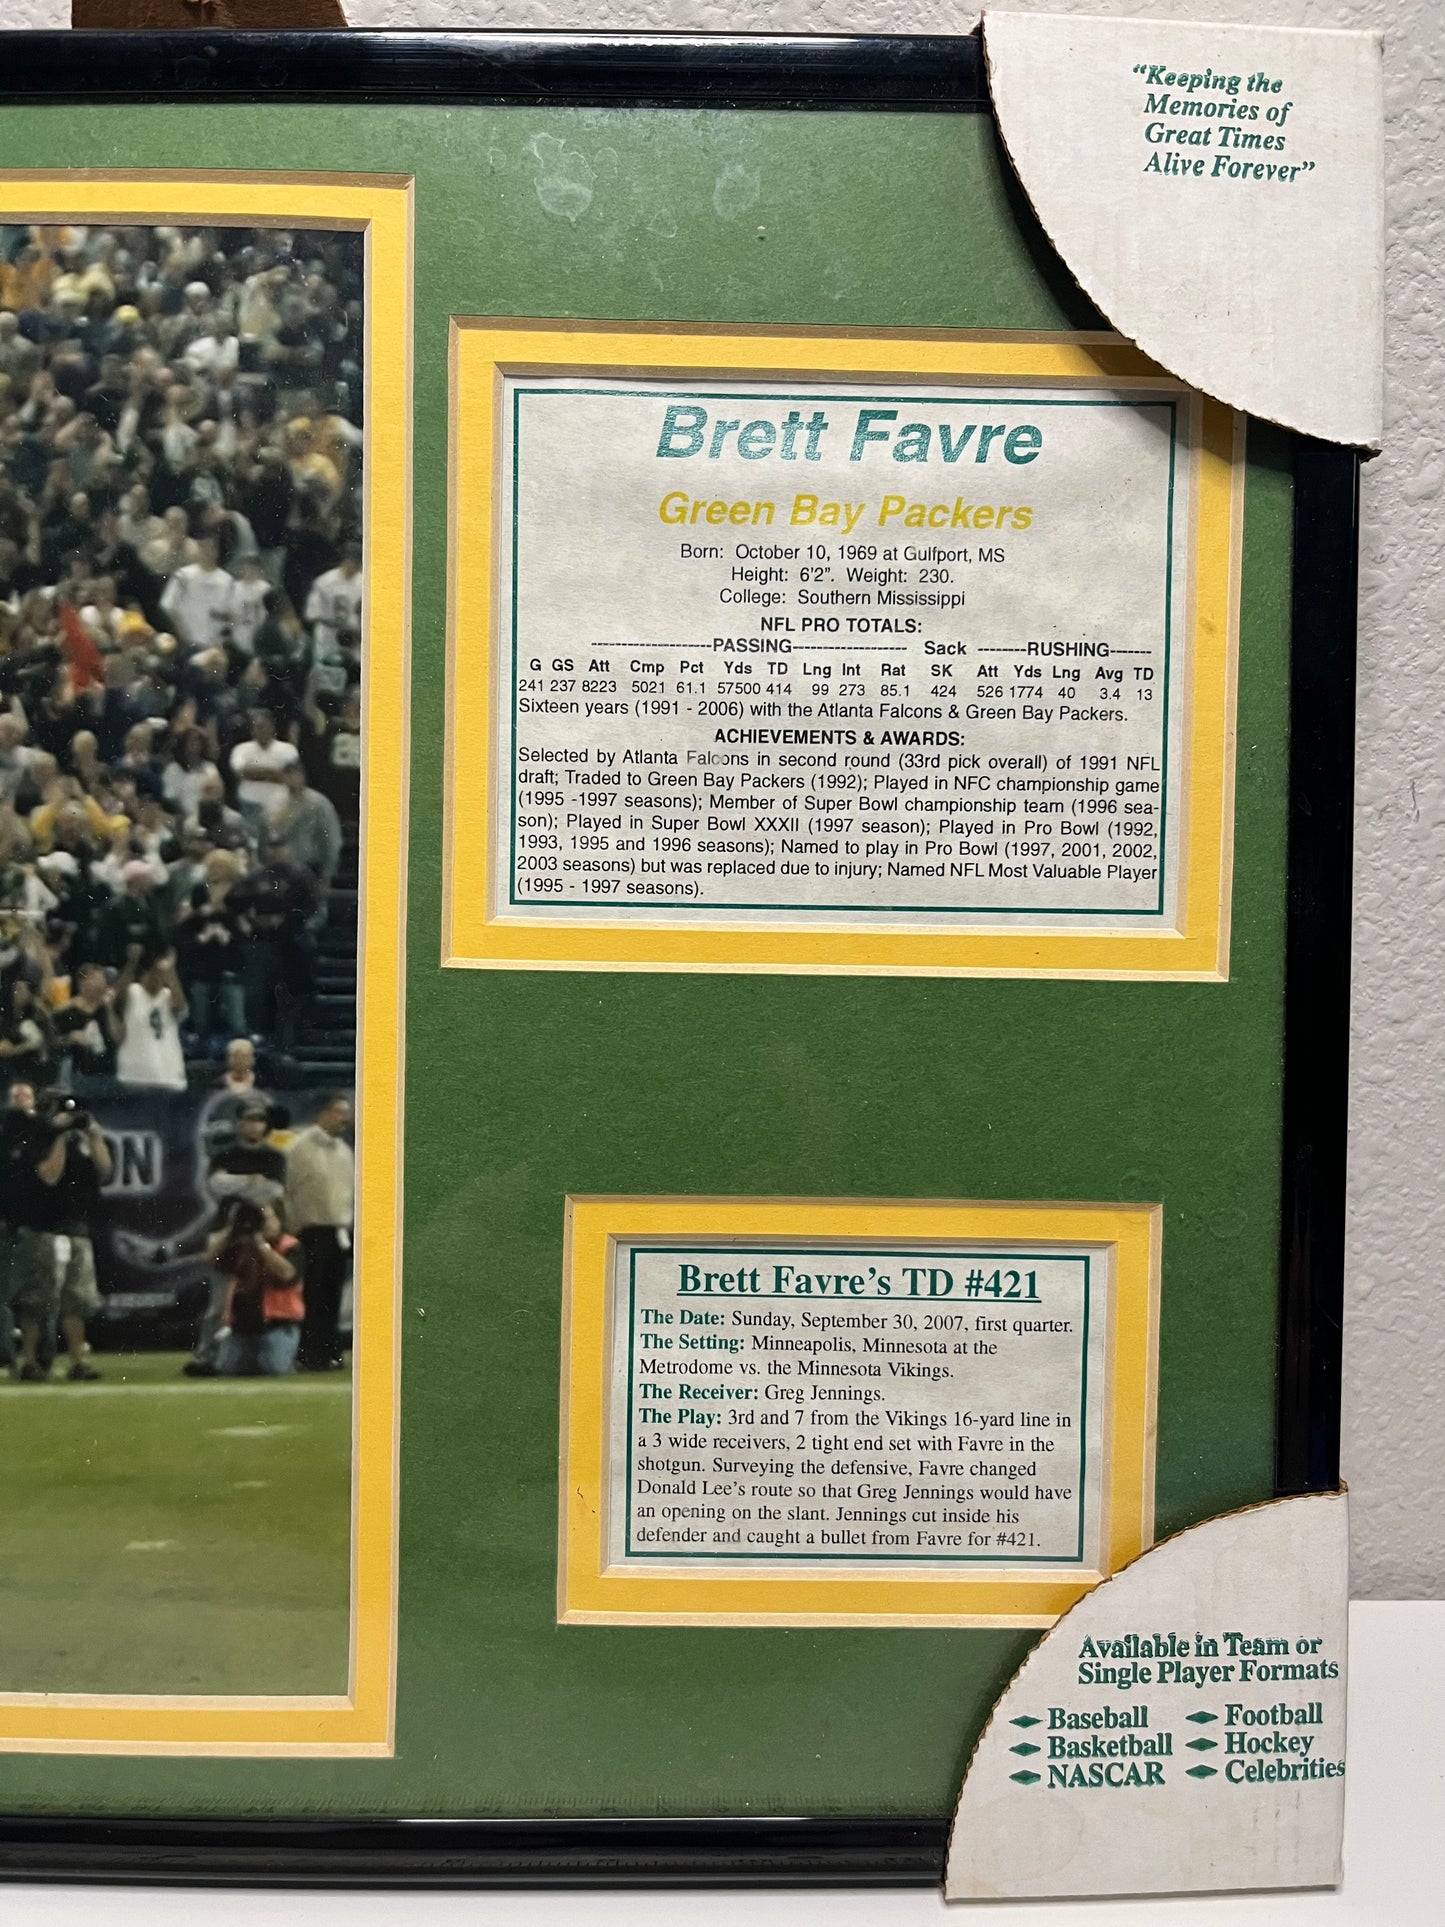 “Keeping the
Memories of
Great Times
Alive Forever”
Brett Favre
Green Bay Packers
Born: October 10, 1969 at Gulfport, MS
Height: 6'2". Weight: 230.
College: Southern Mississippi
NFL PRO TOTALS:
--------------------PASSING------------------- Sack --------RUSHING-------
G GS Att Cmp Pct Yds TD Lng Int Rat SK Att Yds Lng Avg TD
241 237 8223 5021 61.1 57500 414 99 273 85.1 424 526 1774 40 3.4 13
Sixteen years (1991 - 2006) with the Atlanta Falcons & Green Bay Packers.
ACHIEVEMENTS & AWARDS:
Selected by Atlanta Falcons in second round (33rd pick overall) of 1991 NFL
draft; Traded to Green Bay Packers (1992); Played in NFC championship game
(1995 -1997 seasons); Member of Super Bowl championship team (1996 sea-
son); Played in Super Bowl XXXII (1997 season); Played in Pro Bowl (1992,
1993, 1995 and 1996 seasons); Named to play in Pro Bowl (1997, 2001, 2002,
2003 seasons) but was replaced due to injury; Named NFL Most Valuable Player
(1995 - 1997 seasons).
ON
Brett Favre’s TD #421
The Date: Sunday, September 30, 2007, first quarter.
The Setting: Minneapolis, Minnesota at the
Metrodome vs. the Minnesota Vikings.
The Receiver: Greg Jennings.
The Play: 3rd and 7 from the Vikings 16-yard line in
a 3 wide receivers, 2 tight end set with Favre in the
shotgun. Surveying the defensive, Favre changed
Donald Lee’s route so that Greg Jennings would have
an opening on the slant. Jennings cut inside his
defender and caught a bullet from Favre for #421.
Available in Team or
Single Player Formats
Baseball Football
Basketball Hockey
NASCAR Celebrities